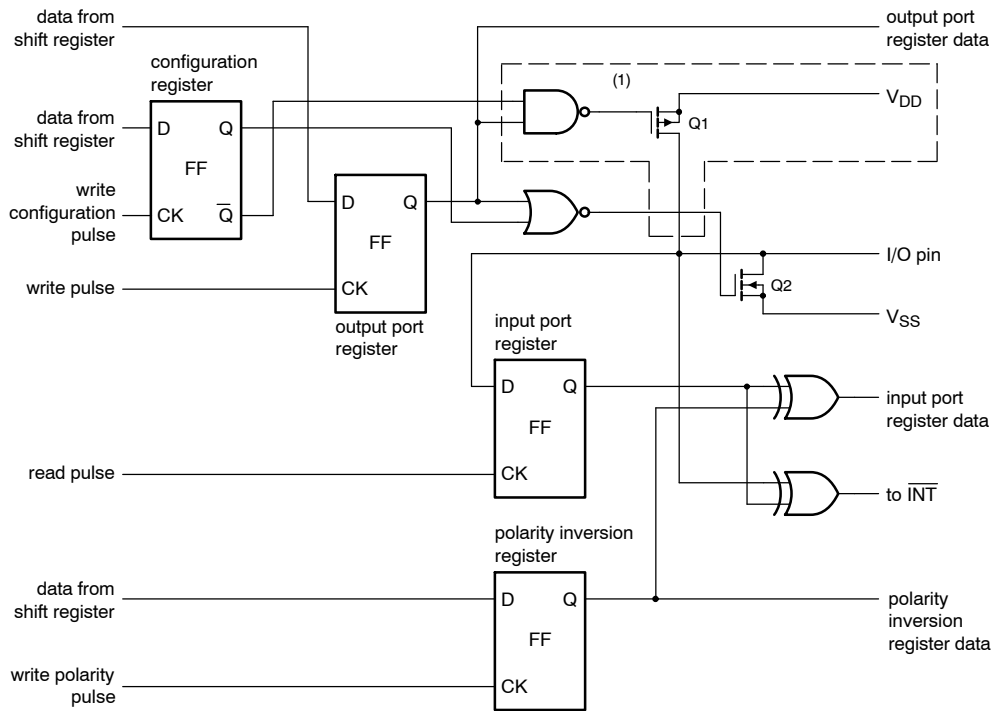 data from
shift register
output port
register data
configuration
register
(1)
VDD
data from
shift register
D
Q
Q1
FF
write
configuration
pulse
CK
Q̅
D
Q
FF
I/O pin
Q2
write pulse
CK
VSS
output port
register
input port
register
D
Q
input port
register data
FF
read pulse
CK
to I̅N̅T̅
polarity inversion
register
data from
shift register
D
Q
polarity
inversion
register data
FF
write polarity
pulse
CK